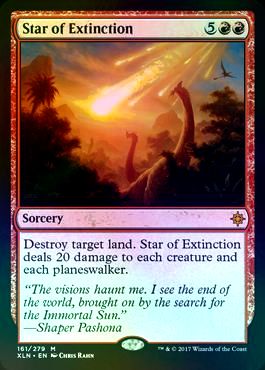 Star of Extinction 5
Sorcery
Destroy target land. Star of Extinction
deals 20 damage to each creature and
each planeswalker.
"The visions haunt me. I see the end
of the world, brought on by the search
for the Immortal Sun."
—Shaper Pashona
161/279 M
XLN • EN Chris Rahn
™ & © 2017 Wizards of the Coast